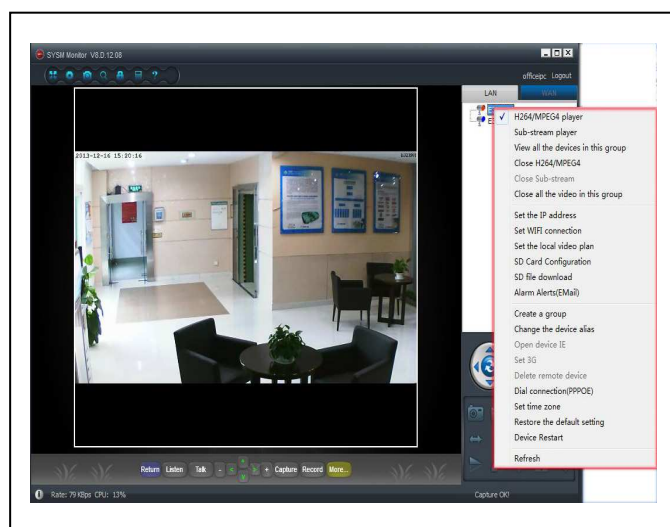 SYSM Monitor V8.D.12.08
officeipc Logout
LAN WAN
2013-12-16 15:20:16
H264/MPEG4 player
Sub-stream player
View all the devices in this group
Close H264/MPEG4
Close Sub-stream
Close all the video in this group
Set the IP address
Set WIFI connection
Set the local video plan
SD Card Configuration
SD file download
Alarm Alerts(EMail)
Create a group
Change the device alias
Open device IE
Set 3G
Delete remote device
Dial connection(PPPOE)
Set time zone
Restore the default setting
Device Restart
Refresh
Return Listen Talk - + Capture Record More...
Rate: 79 KBps CPU: 13% Capture OK!